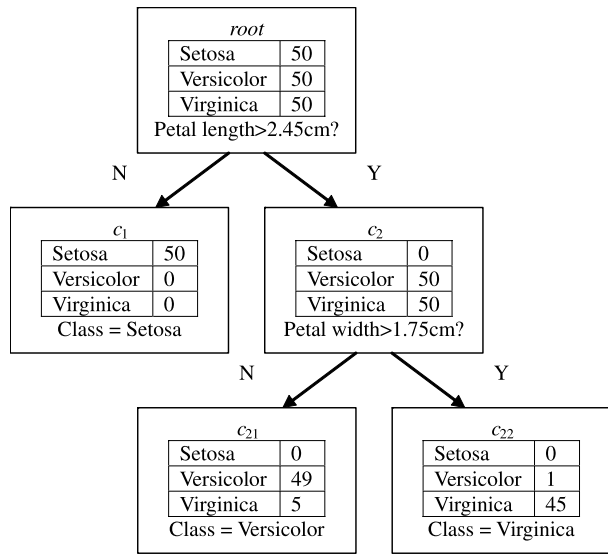 root
Setosa 50
Versicolor 50
Virginica 50
Petal length>2.45cm?
N Y
c1
Setosa 50
Versicolor 0
Virginica 0
Class = Setosa
c2
Setosa 0
Versicolor 50
Virginica 50
Petal width>1.75cm?
N Y
c21
Setosa 0
Versicolor 49
Virginica 5
Class = Versicolor
c22
Setosa 0
Versicolor 1
Virginica 45
Class = Virginica